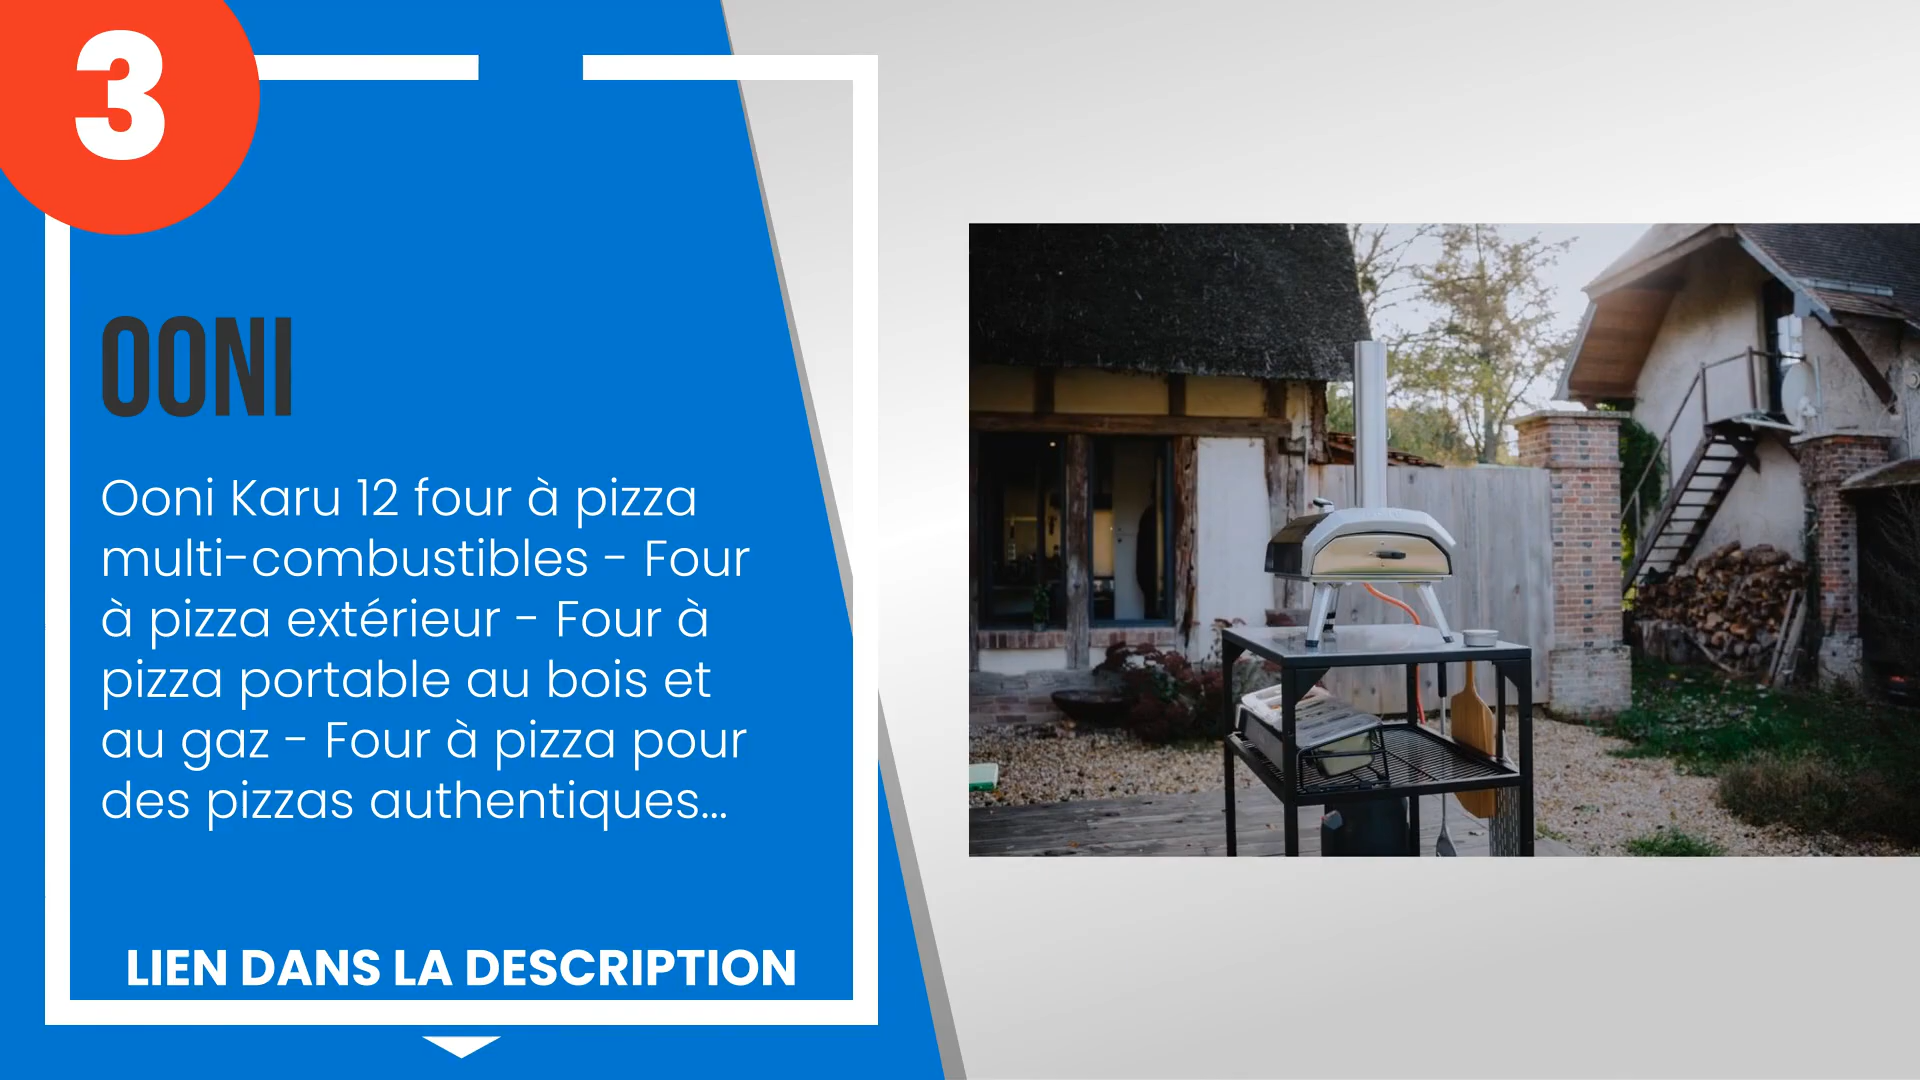 3
OONI
Ooni Karu 12 four à pizza
multi-combustibles - Four
à pizza extérieur - Four à
pizza portable au bois et
au gaz - Four à pizza pour
des pizzas authentiques...
LIEN DANS LA DESCRIPTION